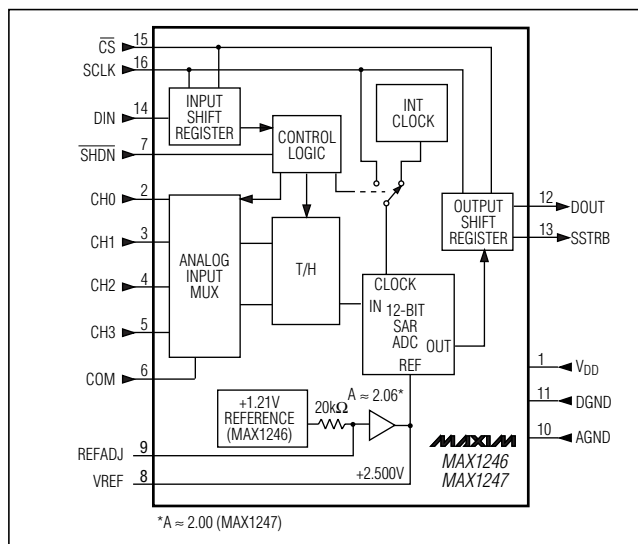 CS 15
SCLK 16
DIN 14
SHDN 7
CH0 2
CH1 3
CH2 4
CH3 5
COM 6
REFADJ 9
VREF 8
INPUT
SHIFT
REGISTER
CONTROL
LOGIC
INT
CLOCK
ANALOG
INPUT
MUX
T/H
CLOCK
IN
12-BIT
SAR
ADC
OUT
REF
OUTPUT
SHIFT
REGISTER
12 DOUT
13 SSTRB
1 VDD
11 DGND
10 AGND
+1.21V
REFERENCE
(MAX1246)
20kΩ
A ≈ 2.06*
+2.500V
MAXIM
MAX1246
MAX1247
*A ≈ 2.00 (MAX1247)